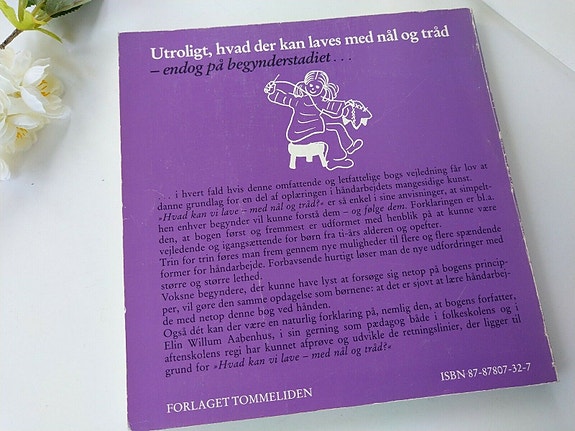 Utroligt, hvad der kan laves med nål og tråd
– endog på begynderstadiet . . .
. . . i hvert fald hvis denne omfattende og letfattelige bogs vejledning får lov at
danne grundlag for en del af oplæringen i håndarbejdets mangesidige kunst.
»Hvad kan vi lave – med nål og tråd?« er så enkel i sine anvisninger, at simpelt-
hen enhver begynder vil kunne forstå dem – og følge dem. Forklaringen er bl.a.
den, at bogen først og fremmest er udformet med henblik på at kunne være
vejledende og igangsættende for børn fra ti-års alderen og opefter.
Trin for trin føres man frem gennem nye muligheder til flere og flere spændende
former for håndarbejde. Forbavsende hurtigt løser man de nye udfordringer med
større og større lethed.
Voksne begyndere, der kunne have lyst at forsøge sig netop på bogens princip-
per, vil gøre den samme opdagelse som børnene: at det er sjovt at lære håndarbej-
de med netop denne bog ved hånden.
Også dét kan der være en naturlig forklaring på, nemlig den, at bogens forfatter,
Elin Willum Aabenhus, i sin gerning som pædagog både i folkeskolens og i
aftenskolens regi har kunnet afprøve og udvikle de retningslinier, der ligger til
grund for »Hvad kan vi lave – med nål og tråd?«
FORLAGET TOMMELIDEN
ISBN 87-87807-32-7